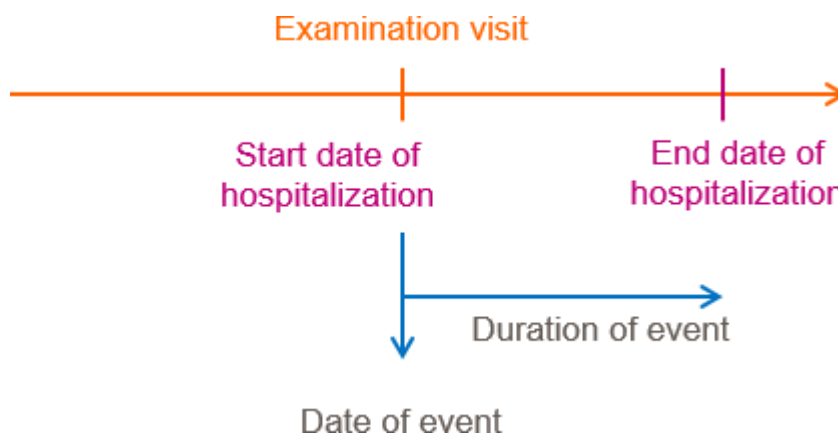 Examination visit
Start date of
hospitalization
End date of
hospitalization
Duration of event
Date of event